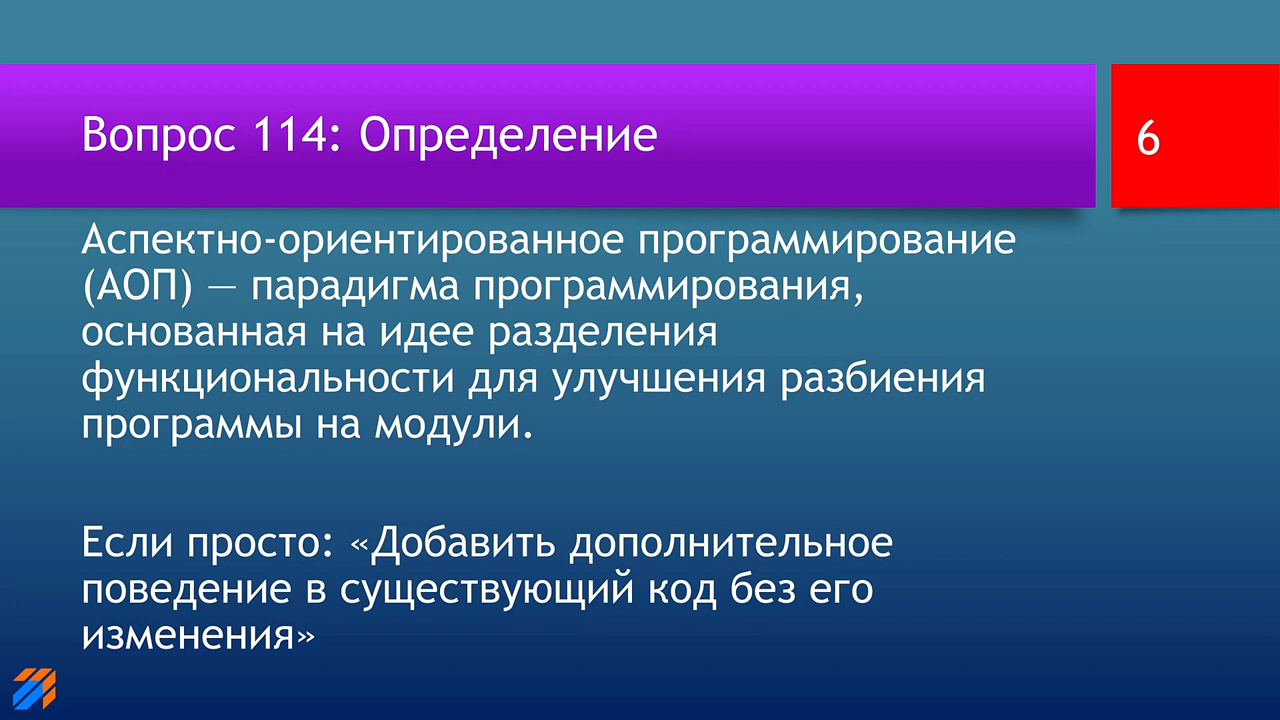 Вопрос 114: Определение
6
Аспектно-ориентированное программирование
(АОП) — парадигма программирования,
основанная на идее разделения
функциональности для улучшения разбиения
программы на модули.
Если просто: «Добавить дополнительное
поведение в существующий код без его
изменения»